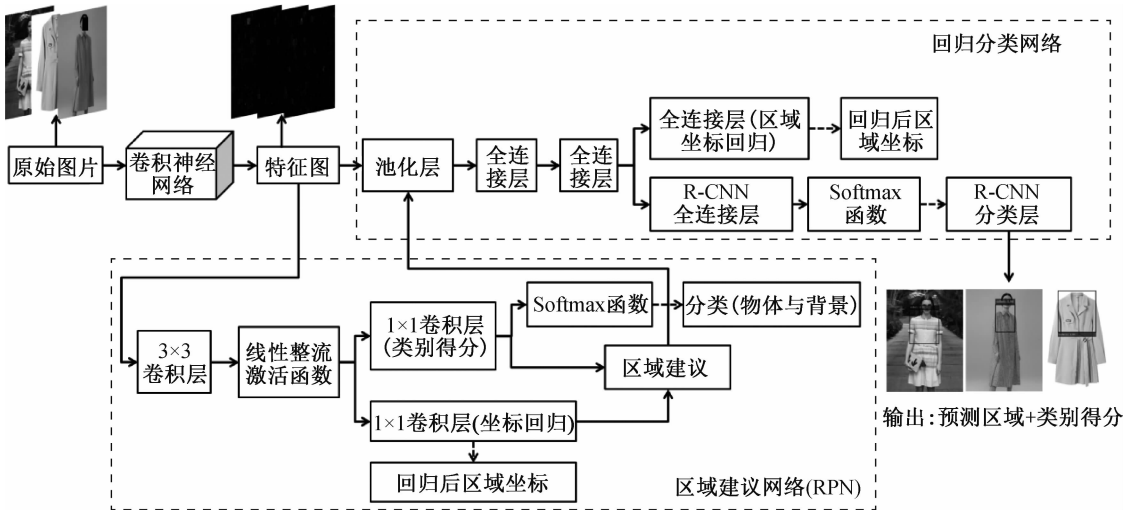 回归分类网络
原始图片
卷积神经
网络
特征图
池化层
全连
接层
全连
接层
全连接层(区域
坐标回归)
回归后区
域坐标
R-CNN
全连接层
Softmax
函数
R-CNN
分类层
3×3
卷积层
线性整流
激活函数
1×1卷积层
(类别得分)
Softmax函数
分类(物体与背景)
区域建议
1×1卷积层(坐标回归)
回归后区域坐标
区域建议网络(RPN)
输出:预测区域+类别得分